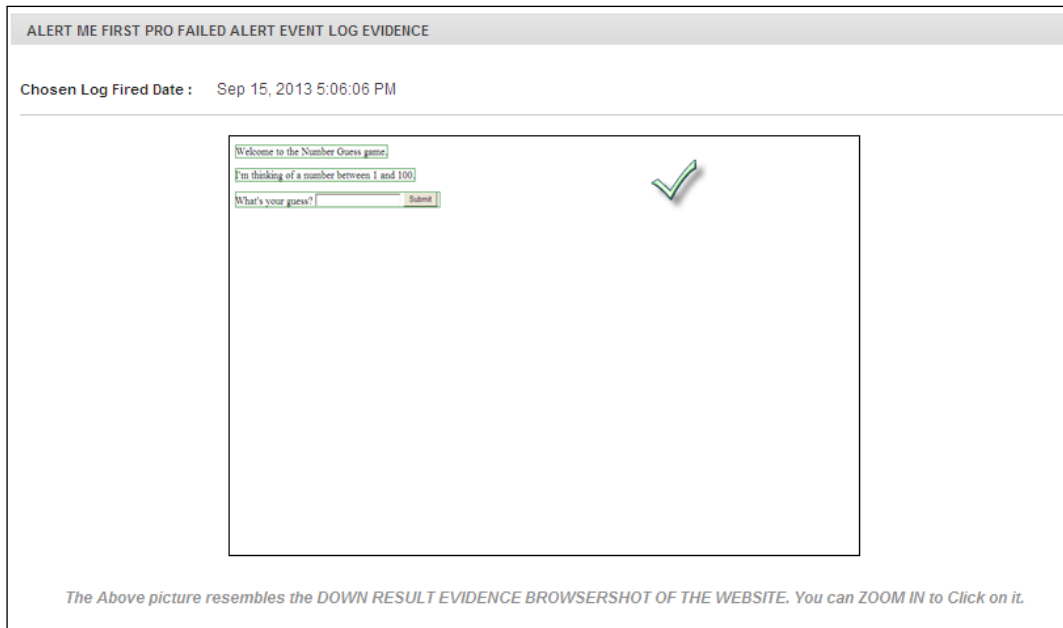 ALERT ME FIRST PRO FAILED ALERT EVENT LOG EVIDENCE
Chosen Log Fired Date : Sep 15, 2013 5:06:06 PM
Welcome to the Number Guess game.
I'm thinking of a number between 1 and 100.
What's your guess? Submit
The Above picture resembles the DOWN RESULT EVIDENCE BROWSERSHOT OF THE WEBSITE. You can ZOOM IN to Click on it.